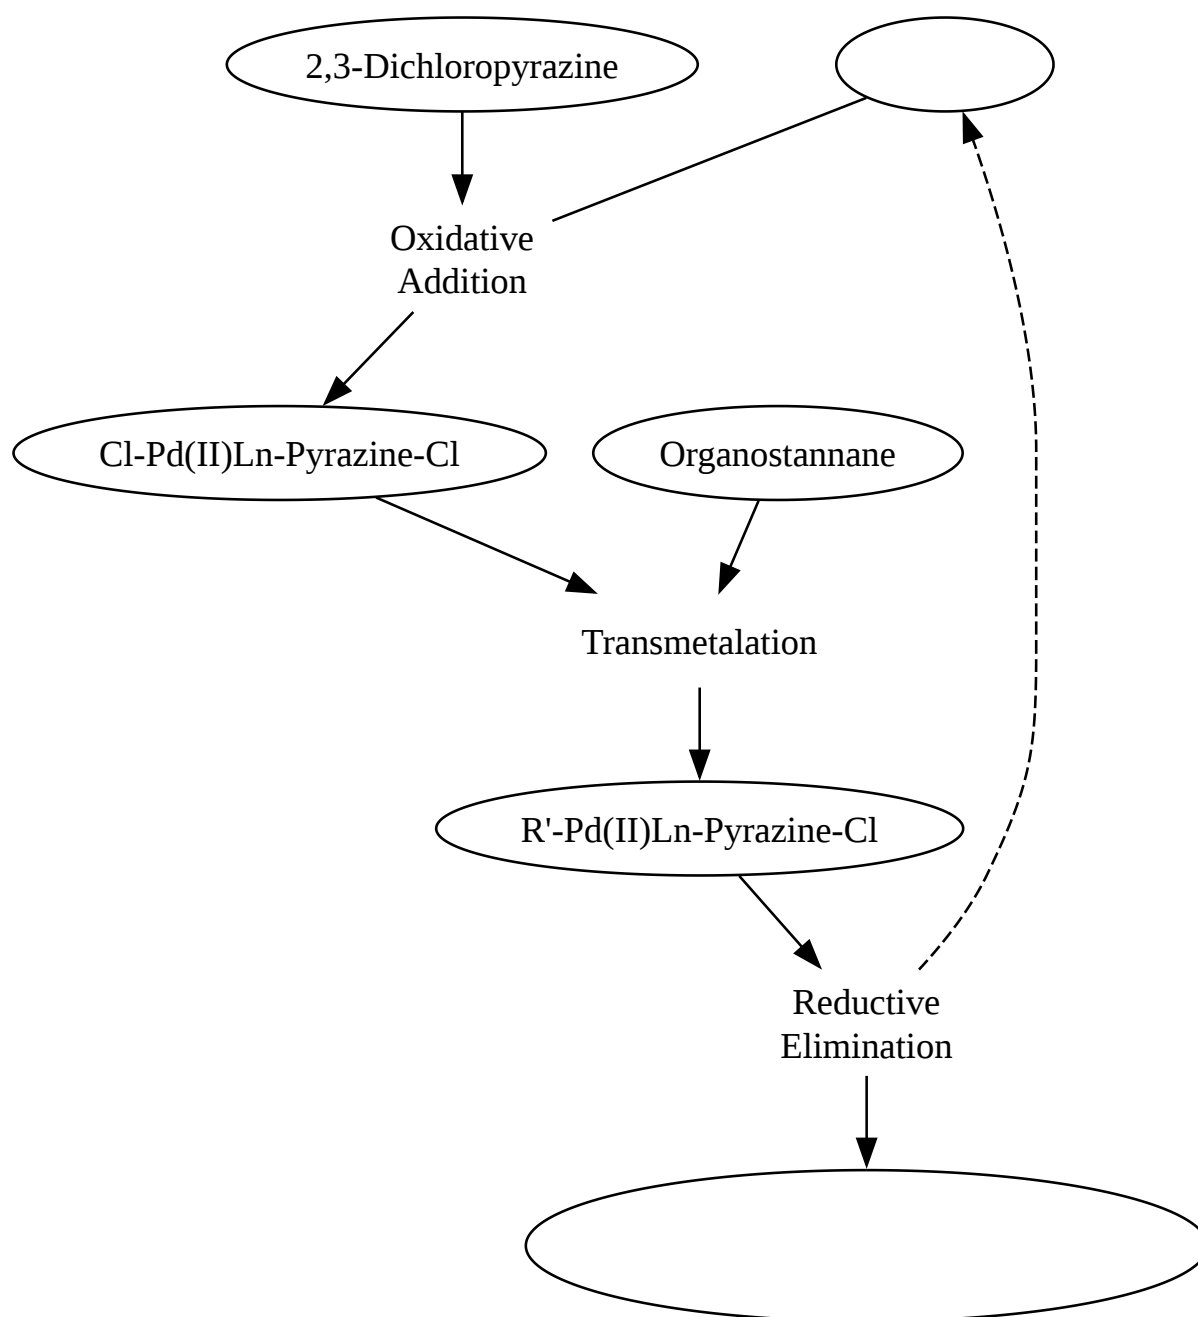 2,3-Dichloropyrazine
Oxidative
Addition
Cl-Pd(II)Ln-Pyrazine-Cl
Organostannane
Transmetalation
R'-Pd(II)Ln-Pyrazine-Cl
Reductive
Elimination